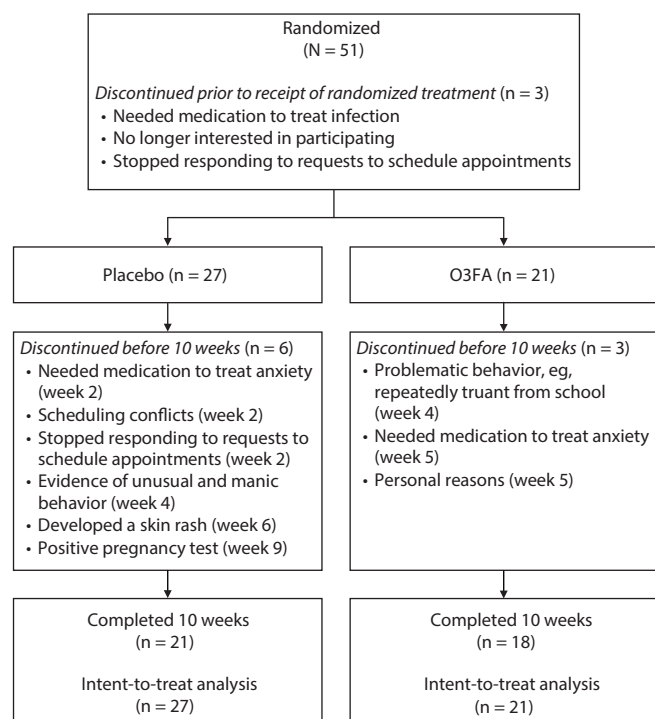 Randomized
(N = 51)
Discontinued prior to receipt of randomized treatment (n = 3)
• Needed medication to treat infection
• No longer interested in participating
• Stopped responding to requests to schedule appointments
Placebo (n = 27)
O3FA (n = 21)
Discontinued before 10 weeks (n = 6)
• Needed medication to treat anxiety
(week 2)
• Scheduling conflicts (week 2)
• Stopped responding to requests to
schedule appointments (week 2)
• Evidence of unusual and manic
behavior (week 4)
• Developed a skin rash (week 6)
• Positive pregnancy test (week 9)
Discontinued before 10 weeks (n = 3)
• Problematic behavior, eg,
repeatedly truant from school
(week 4)
• Needed medication to treat anxiety
(week 5)
• Personal reasons (week 5)
Completed 10 weeks
(n = 21)
Intent-to-treat analysis
(n = 27)
Completed 10 weeks
(n = 18)
Intent-to-treat analysis
(n = 21)